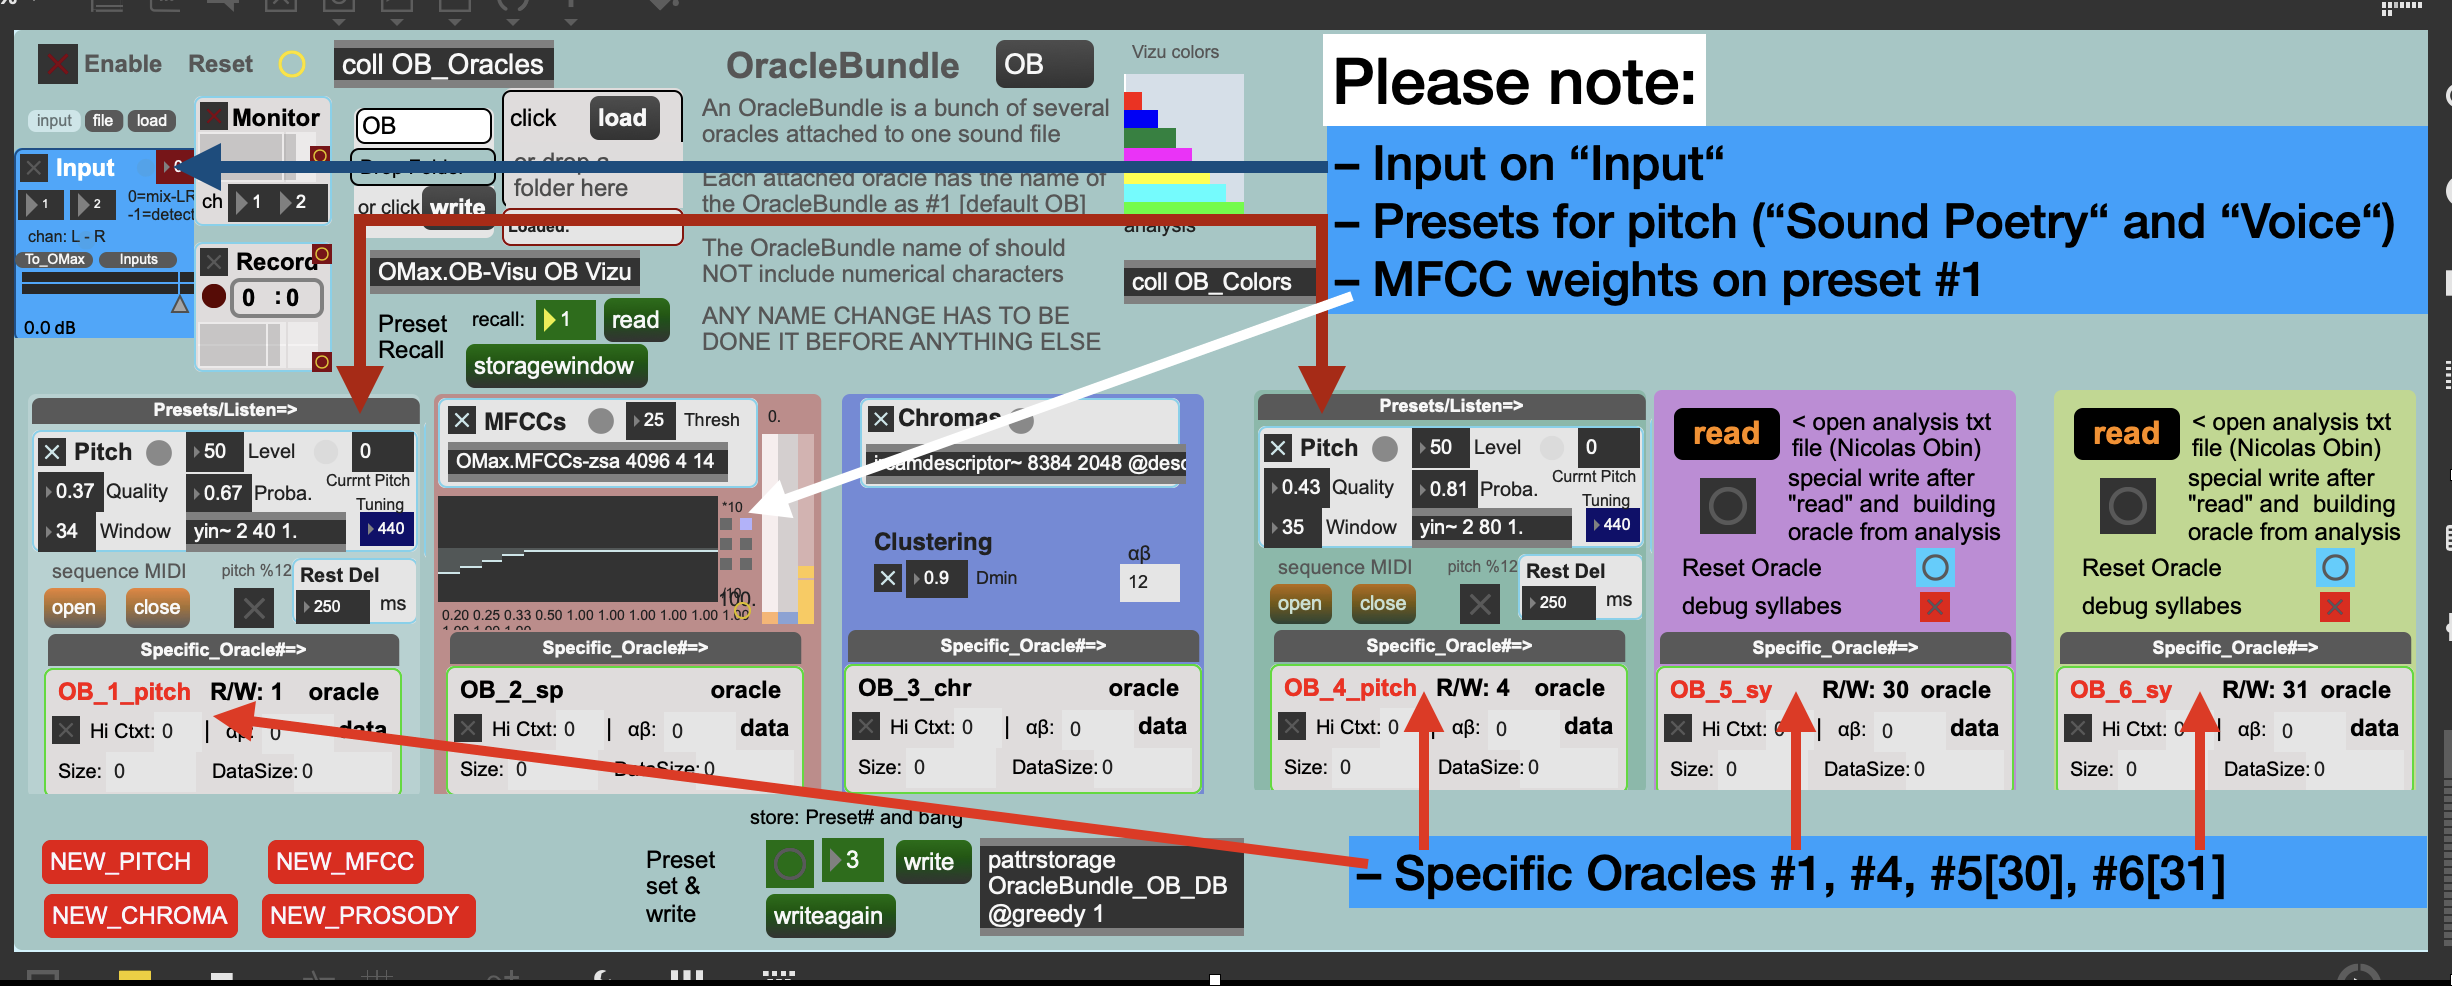 Enable Reset coll OB_Oracles
OracleBundle OB
Vizu colors
Please note:
input file load
Monitor
OB
click load
or drop a
folder here
An OracleBundle is a bunch of several
oracles attached to one sound file
– Input on “Input“
– Presets for pitch (“Sound Poetry“ and “Voice“)
– MFCC weights on preset #1
Input
1 2
0=mix-LR
-1=detect
chan: L - R
To_OMax Inputs
0.0 dB
ch 1 2
Drop Folder
or click write
Loaded:
Each attached oracle has the name of
the OracleBundle as #1 [default OB]
analysis
Record
0 :0
OMax.OB-Visu OB Vizu
The OracleBundle name of should
NOT include numerical characters
coll OB_Colors
Preset
Recall
recall: 1 read
storagewindow
ANY NAME CHANGE HAS TO BE
DONE IT BEFORE ANYTHING ELSE
Presets/Listen=>
Pitch 50 Level 0
0.37 Quality 0.67 Proba. Currnt Pitch
Tuning
34 Window yin~ 2 40 1. 440
sequence MIDI pitch %12 Rest Del
open close 250 ms
Specific_Oracle#=>
OB_1_pitch R/W: 1 oracle
Hi Ctxt: 0 | αβ: 0 data
Size: 0 DataSize: 0
MFCCs 25 Thresh 0.
OMax.MFCCs-zsa 4096 4 14
*10
/10
100.
0.20 0.25 0.33 0.50 1.00 1.00 1.00 1.00 1.00 1.00
1.00 1.00 1.00
Specific_Oracle#=>
OB_2_sp oracle
Hi Ctxt: 0 | αβ: 0 data
Size: 0 DataSize: 0
Chromas
ircamdescriptor~ 8384 2048 @desc
Clustering
0.9 Dmin
αβ
12
Specific_Oracle#=>
OB_3_chr oracle
Hi Ctxt: 0 | αβ: 0 data
Size: 0 DataSize: 0
Presets/Listen=>
Pitch 50 Level 0
0.43 Quality 0.81 Proba. Currnt Pitch
Tuning
35 Window yin~ 2 80 1. 440
sequence MIDI pitch %12 Rest Del
open close 250 ms
Specific_Oracle#=>
OB_4_pitch R/W: 4 oracle
Hi Ctxt: 0 | αβ: 0 data
Size: 0 DataSize: 0
read < open analysis txt
file (Nicolas Obin)
special write after
"read" and building
oracle from analysis
Reset Oracle
debug syllabes
Specific_Oracle#=>
OB_5_sy R/W: 30 oracle
Hi Ctxt: 0 | αβ: 0 data
Size: 0 DataSize: 0
read < open analysis txt
file (Nicolas Obin)
special write after
"read" and building
oracle from analysis
Reset Oracle
debug syllabes
Specific_Oracle#=>
OB_6_sy R/W: 31 oracle
Hi Ctxt: 0 | αβ: 0 data
Size: 0 DataSize: 0
store: Preset# and bang
NEW_PITCH NEW_MFCC
NEW_CHROMA NEW_PROSODY
Preset
set &
write
3 write
writeagain
pattrstorage
OracleBundle_OB_DB
@greedy 1
– Specific Oracles #1, #4, #5[30], #6[31]